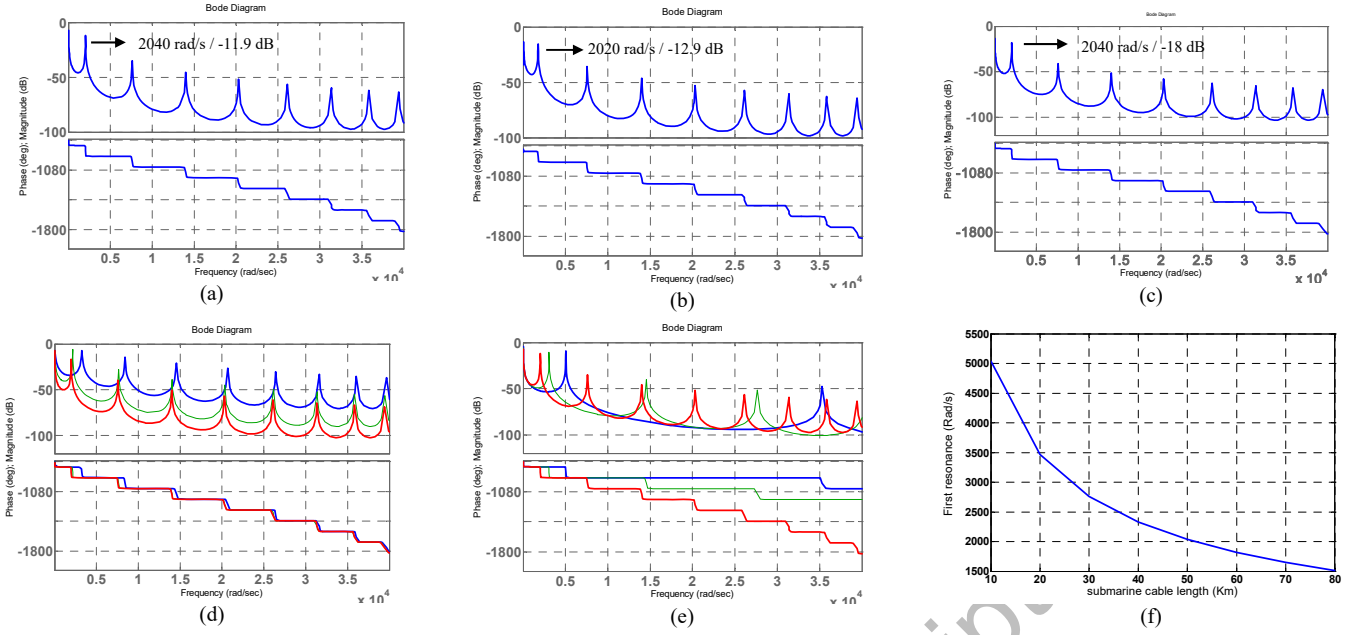 Bode Diagram
0
-50
-100
2040 rad/s / -11.9 dB
-1080
-1800
Phase (deg); Magnitude (dB)
0.5 1 1.5 2 2.5 3 3.5
Frequency (rad/sec)
x 10^4
(a)
Bode Diagram
0
-50
-100
2020 rad/s / -12.9 dB
-1080
-1800
Phase (deg); Magnitude (dB)
0.5 1 1.5 2 2.5 3 3.5
Frequency (rad/sec)
x 10^4
(b)
Bode Diagram
0
-50
-100
2040 rad/s / -18 dB
-1080
-1800
Phase (deg); Magnitude (dB)
0.5 1 1.5 2 2.5 3 3.5
Frequency (rad/sec)
x 10^4
(c)
Bode Diagram
0
-50
-100
-1080
-1800
Phase (deg); Magnitude (dB)
0.5 1 1.5 2 2.5 3 3.5
Frequency (rad/sec)
x 10^4
(d)
Bode Diagram
0
-50
-100
-1080
-1800
Phase (deg); Magnitude (dB)
0.5 1 1.5 2 2.5 3 3.5
Frequency (rad/sec)
x 10^4
(e)
5500
5000
4500
4000
3500
3000
2500
2000
1500
First resonance (Rad/s)
10 20 30 40 50 60 70 80
submarine cable length (Km)
(f)